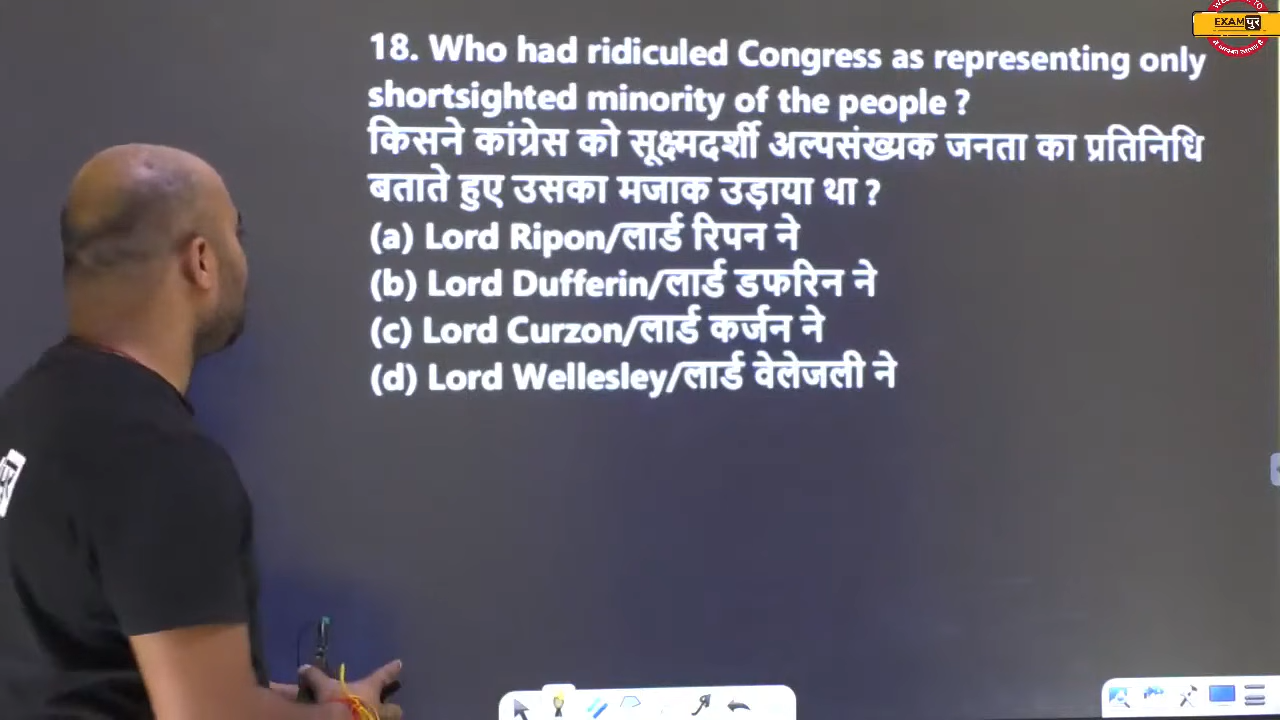 EXAMपुर
18. Who had ridiculed Congress as representing only
shortsighted minority of the people ?
किसने कांग्रेस को सूक्ष्मदर्शी अल्पसंख्यक जनता का प्रतिनिधि
बताते हुए उसका मजाक उड़ाया था ?
(a) Lord Ripon/लार्ड रिपन ने
(b) Lord Dufferin/लार्ड डफरिन ने
(c) Lord Curzon/लार्ड कर्जन ने
(d) Lord Wellesley/लार्ड वेलेजली ने